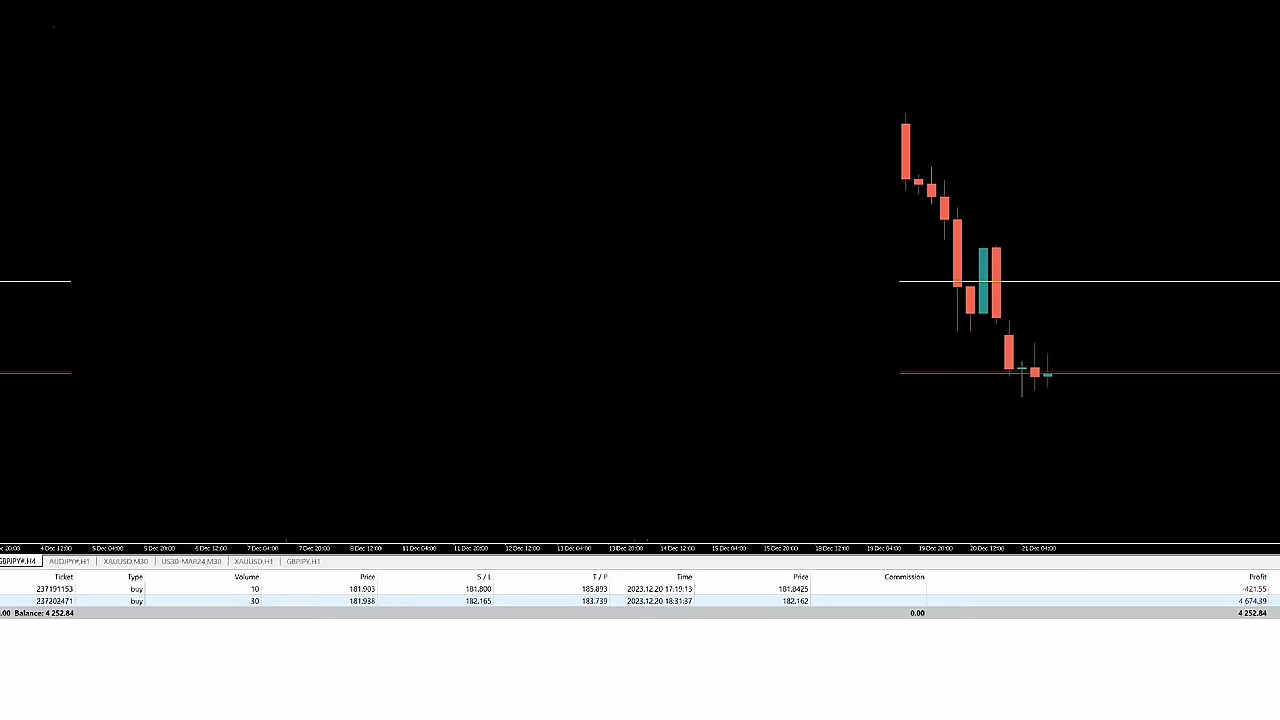 20:00 4 Dec 12:00 5 Dec 04:00 5 Dec 20:00 6 Dec 12:00 7 Dec 04:00 7 Dec 20:00 8 Dec 12:00 11 Dec 04:00 11 Dec 20:00 12 Dec 12:00 13 Dec 04:00 13 Dec 20:00 14 Dec 12:00 15 Dec 04:00 15 Dec 20:00 18 Dec 12:00 19 Dec 04:00 19 Dec 20:00 20 Dec 12:00 21 Dec 04:00
GBPJPY#,H4 AUDJPY#,H1 XAUUSD,M30 US30-MAR24,M30 XAUUSD,H1 GBPJPY,H1
Ticket Type Volume Price S / L T / P Time Price Commission Profit
237191153 buy 10 181.903 181.800 185.893 2023.12.20 17:19:13 181.8425 -421.55
237202471 buy 30 181.938 182.165 183.739 2023.12.20 18:31:37 182.162 4 674.39
.00 Balance: 4 252.84 0.00 4 252.84